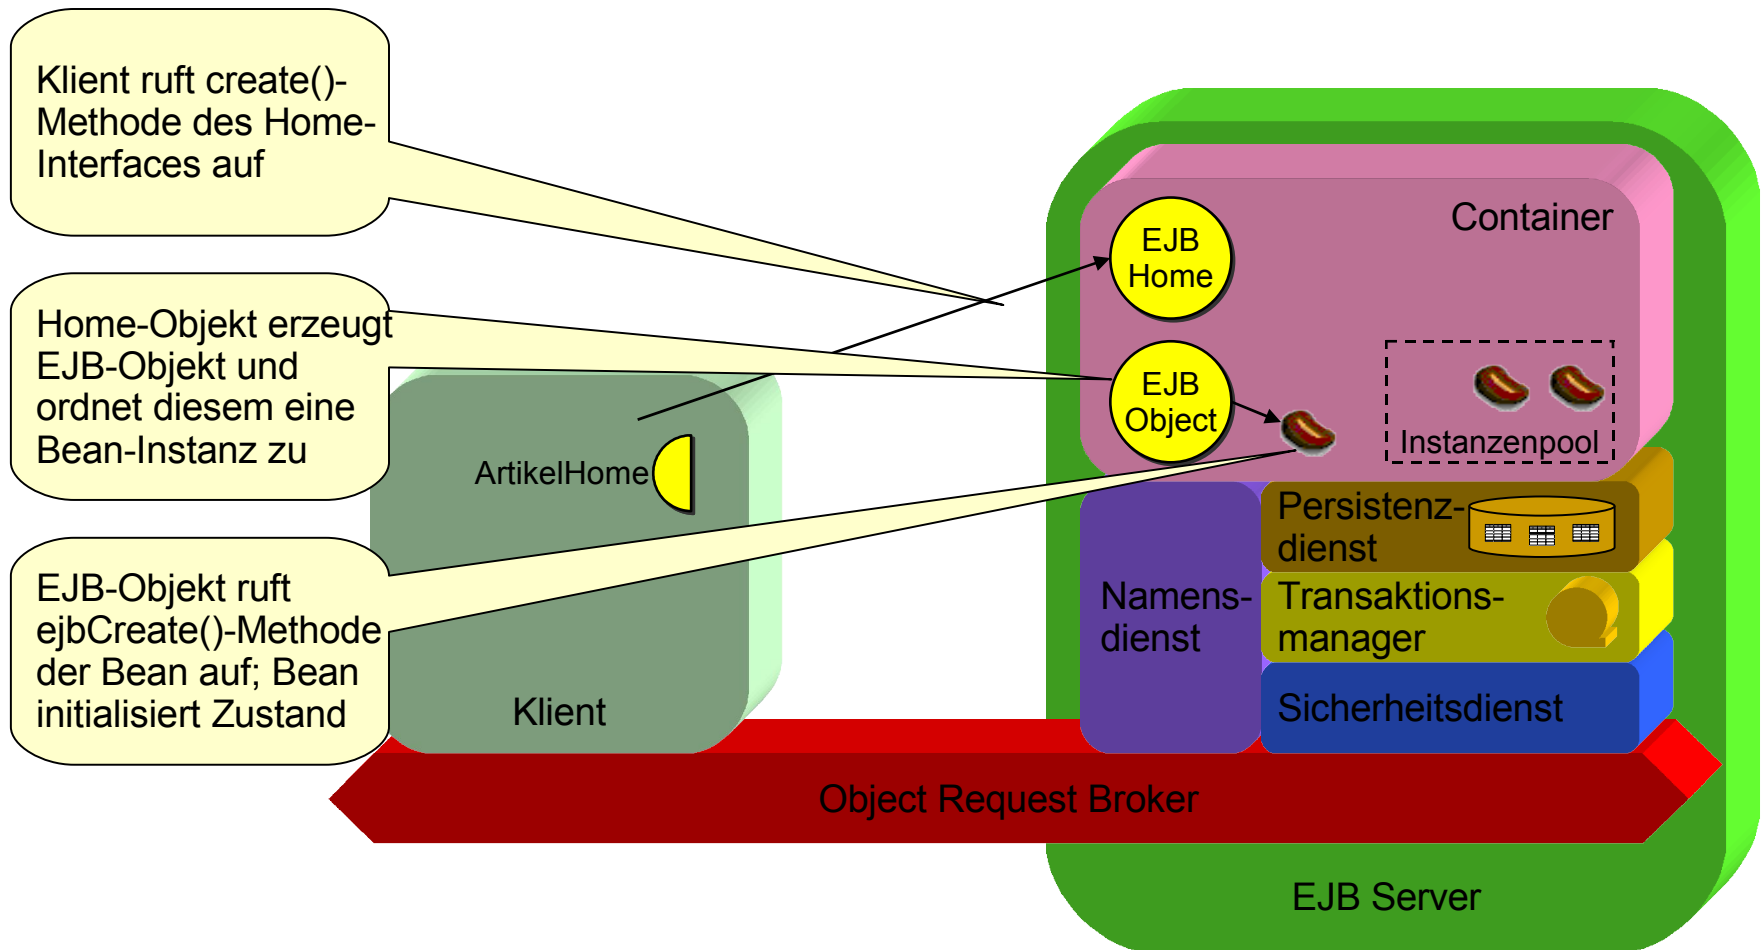 Klient ruft create()-
Methode des Home-
Interfaces auf
Home-Objekt erzeugt
EJB-Objekt und
ordnet diesem eine
Bean-Instanz zu
EJB-Objekt ruft
ejbCreate()-Methode
der Bean auf; Bean
initialisiert Zustand
ArtikelHome
Klient
EJB
Home
Container
EJB
Object
Instanzenpool
Persistenz-
dienst
Namens-
dienst
Transaktions-
manager
Sicherheitsdienst
Object Request Broker
EJB Server